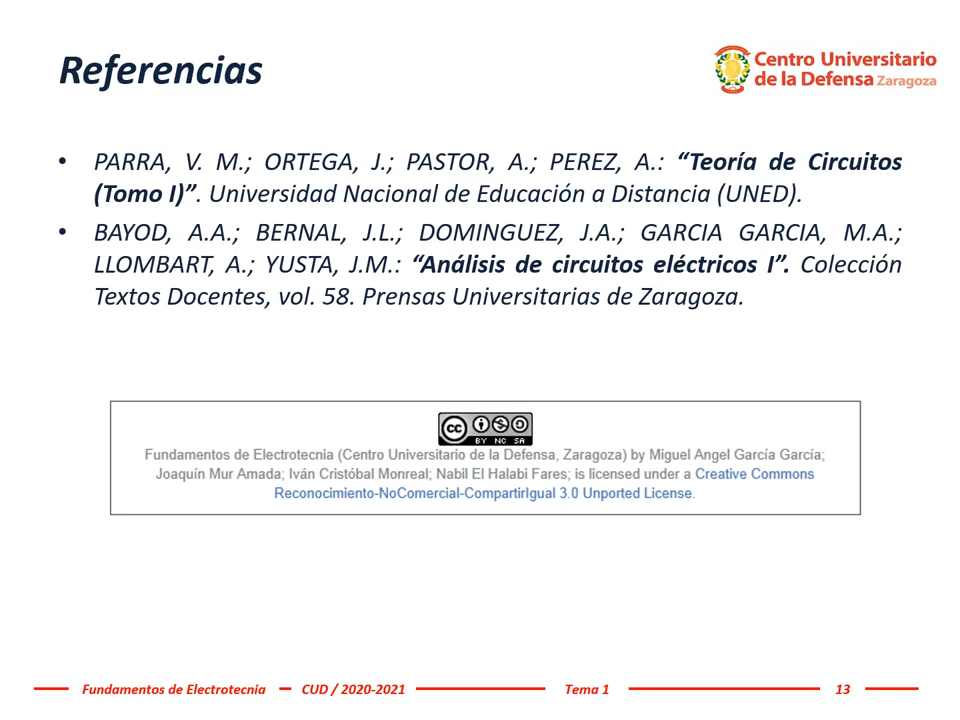 Referencias
Centro Universitario
de la Defensa Zaragoza
• PARRA, V. M.; ORTEGA, J.; PASTOR, A.; PEREZ, A.: “Teoría de Circuitos
(Tomo I)”. Universidad Nacional de Educación a Distancia (UNED).
• BAYOD, A.A.; BERNAL, J.L.; DOMINGUEZ, J.A.; GARCIA GARCIA, M.A.;
LLOMBART, A.; YUSTA, J.M.: “Análisis de circuitos eléctricos I”. Colección
Textos Docentes, vol. 58. Prensas Universitarias de Zaragoza.
cc
BY NC SA
Fundamentos de Electrotecnia (Centro Universitario de la Defensa, Zaragoza) by Miguel Angel García García;
Joaquín Mur Amada; Iván Cristóbal Monreal; Nabil El Halabi Fares; is licensed under a Creative Commons
Reconocimiento-NoComercial-CompartirIgual 3.0 Unported License.
Fundamentos de Electrotecnia CUD / 2020-2021 Tema 1 13